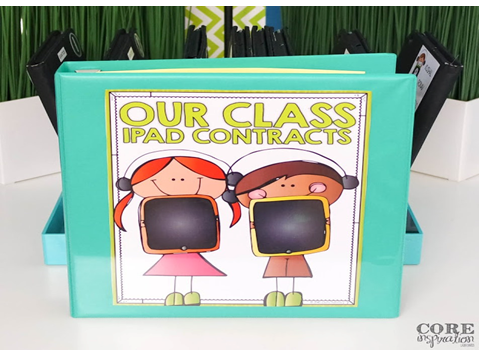 OUR CLASS
IPAD CONTRACTS
CORE
inspiration